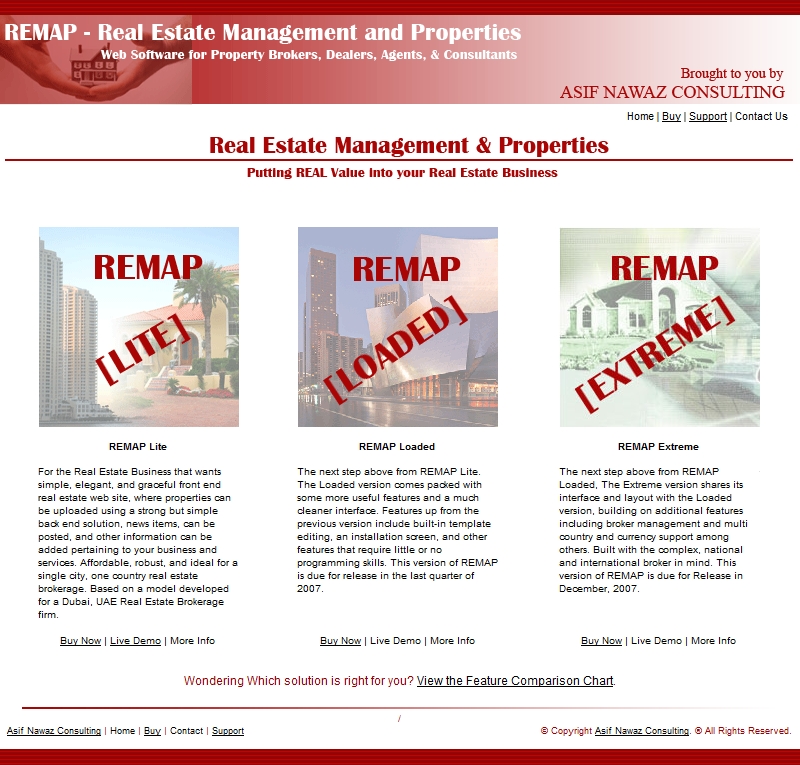 REMAP - Real Estate Management and Properties
Web Software for Property Brokers, Dealers, Agents, & Consultants
Brought to you by
ASIF NAWAZ CONSULTING
Home | Buy | Support | Contact Us
Real Estate Management & Properties
Putting REAL Value into your Real Estate Business
REMAP
[LITE]
REMAP
[LOADED]
REMAP
[EXTREME]
REMAP Lite
For the Real Estate Business that wants
simple, elegant, and graceful front end
real estate web site, where properties can
be uploaded using a strong but simple
back end solution, news items, can be
posted, and other information can be
added pertaining to your business and
services. Affordable, robust, and ideal for a
single city, one country real estate
brokerage. Based on a model developed
for a Dubai, UAE Real Estate Brokerage
firm.
Buy Now | Live Demo | More Info
REMAP Loaded
The next step above from REMAP Lite.
The Loaded version comes packed with
some more useful features and a much
cleaner interface. Features up from the
previous version include built-in template
editing, an installation screen, and other
features that require little or no
programming skills. This version of REMAP
is due for release in the last quarter of
2007.
Buy Now | Live Demo | More Info
REMAP Extreme
The next step above from REMAP
Loaded, The Extreme version shares its
interface and layout with the Loaded
version, building on additional features
including broker management and multi
country and currency support among
others. Built with the complex, national
and international broker in mind. This
version of REMAP is due for Release in
December, 2007.
Buy Now | Live Demo | More Info
Wondering Which solution is right for you? View the Feature Comparison Chart.
/
Asif Nawaz Consulting | Home | Buy | Contact | Support
© Copyright Asif Nawaz Consulting. ® All Rights Reserved.